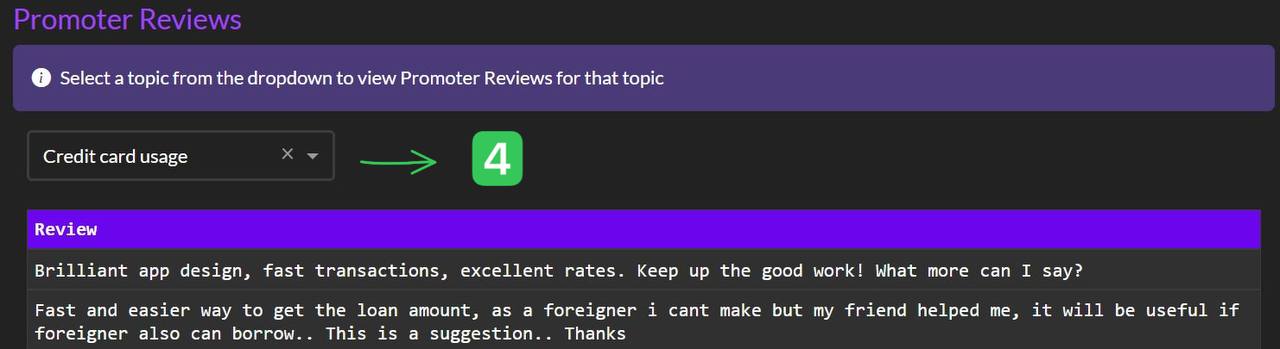 Promoter Reviews
i Select a topic from the dropdown to view Promoter Reviews for that topic
Credit card usage
4
Review
Brilliant app design, fast transactions, excellent rates. Keep up the good work! What more can I say?
Fast and easier way to get the loan amount, as a foreigner i cant make but my friend helped me, it will be useful if
foreigner also can borrow.. This is a suggestion.. Thanks